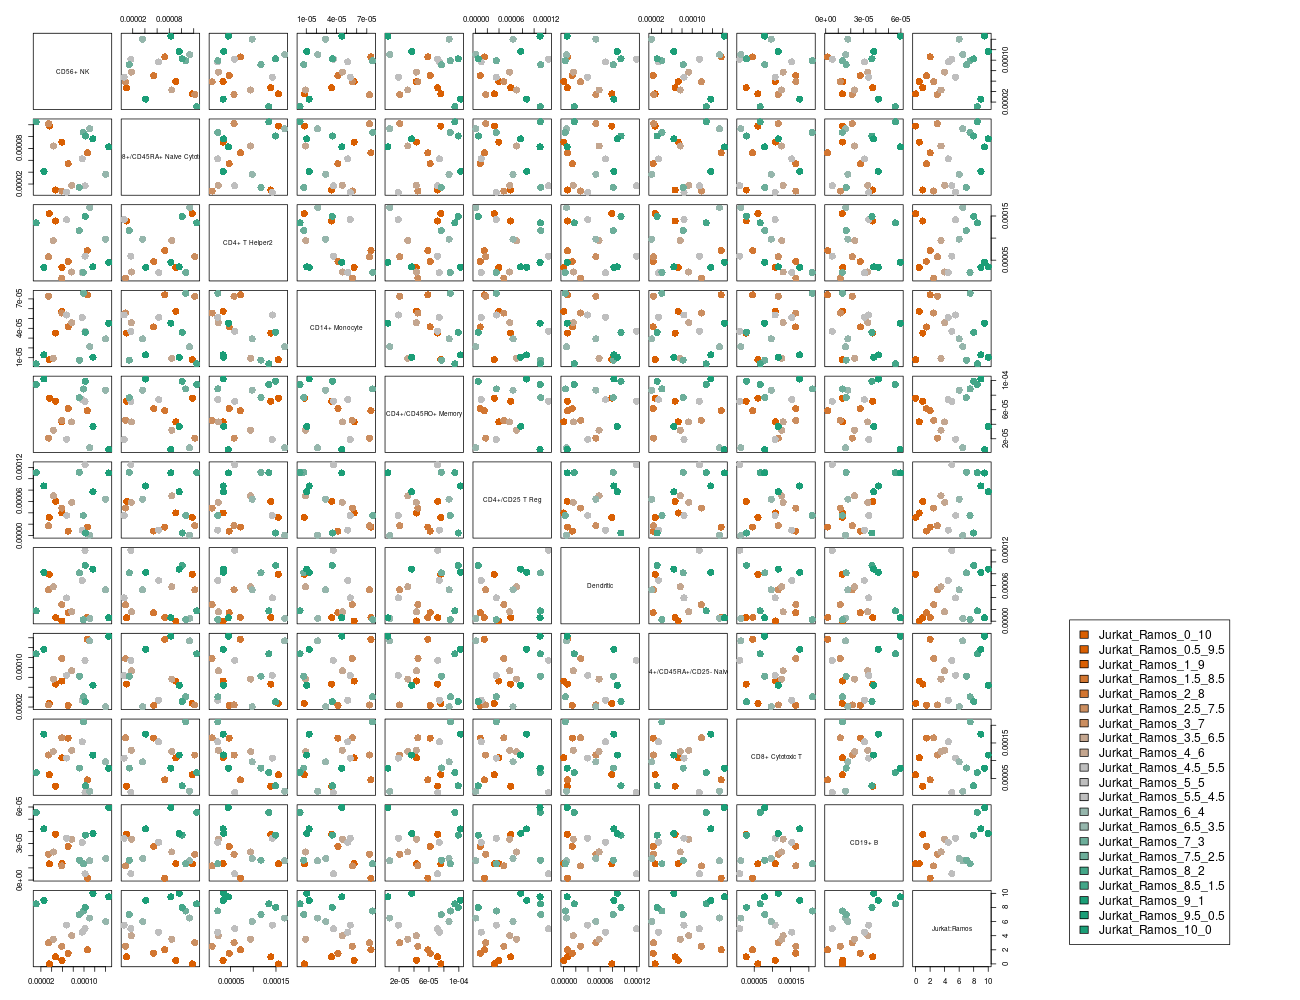 0.00002 0.00008 1e-05 4e-05 7e-05 0.00000 0.00006 0.00012 0.00002 0.00010 0e+00 3e-05 6e-05
CD56+ NK
0.00002 0.00010
0.00002 0.00008
8+/CD45RA+ Naive Cytot
CD4+ T Helper2
0.00005 0.00015
1e-05 4e-05 7e-05
CD14+ Monocyte
CD4+/CD45RO+ Memory
2e-05 6e-05 1e-04
0.00000 0.00006 0.00012
CD4+/CD25 T Reg
Dendritic
0.00000 0.00006 0.00012
0.00002 0.00010
4+/CD45RA+/CD25- Naiv
CD8+ Cytotoxic T
0.00005 0.00015
0e+00 3e-05 6e-05
CD19+ B
Jurkat:Ramos
0 2 4 6 8 10
0.00002 0.00010 0.00005 0.00015 2e-05 6e-05 1e-04 0.00000 0.00006 0.00012 0.00005 0.00015 0 2 4 6 8 10
Jurkat_Ramos_0_10
Jurkat_Ramos_0.5_9.5
Jurkat_Ramos_1_9
Jurkat_Ramos_1.5_8.5
Jurkat_Ramos_2_8
Jurkat_Ramos_2.5_7.5
Jurkat_Ramos_3_7
Jurkat_Ramos_3.5_6.5
Jurkat_Ramos_4_6
Jurkat_Ramos_4.5_5.5
Jurkat_Ramos_5_5
Jurkat_Ramos_5.5_4.5
Jurkat_Ramos_6_4
Jurkat_Ramos_6.5_3.5
Jurkat_Ramos_7_3
Jurkat_Ramos_7.5_2.5
Jurkat_Ramos_8_2
Jurkat_Ramos_8.5_1.5
Jurkat_Ramos_9_1
Jurkat_Ramos_9.5_0.5
Jurkat_Ramos_10_0